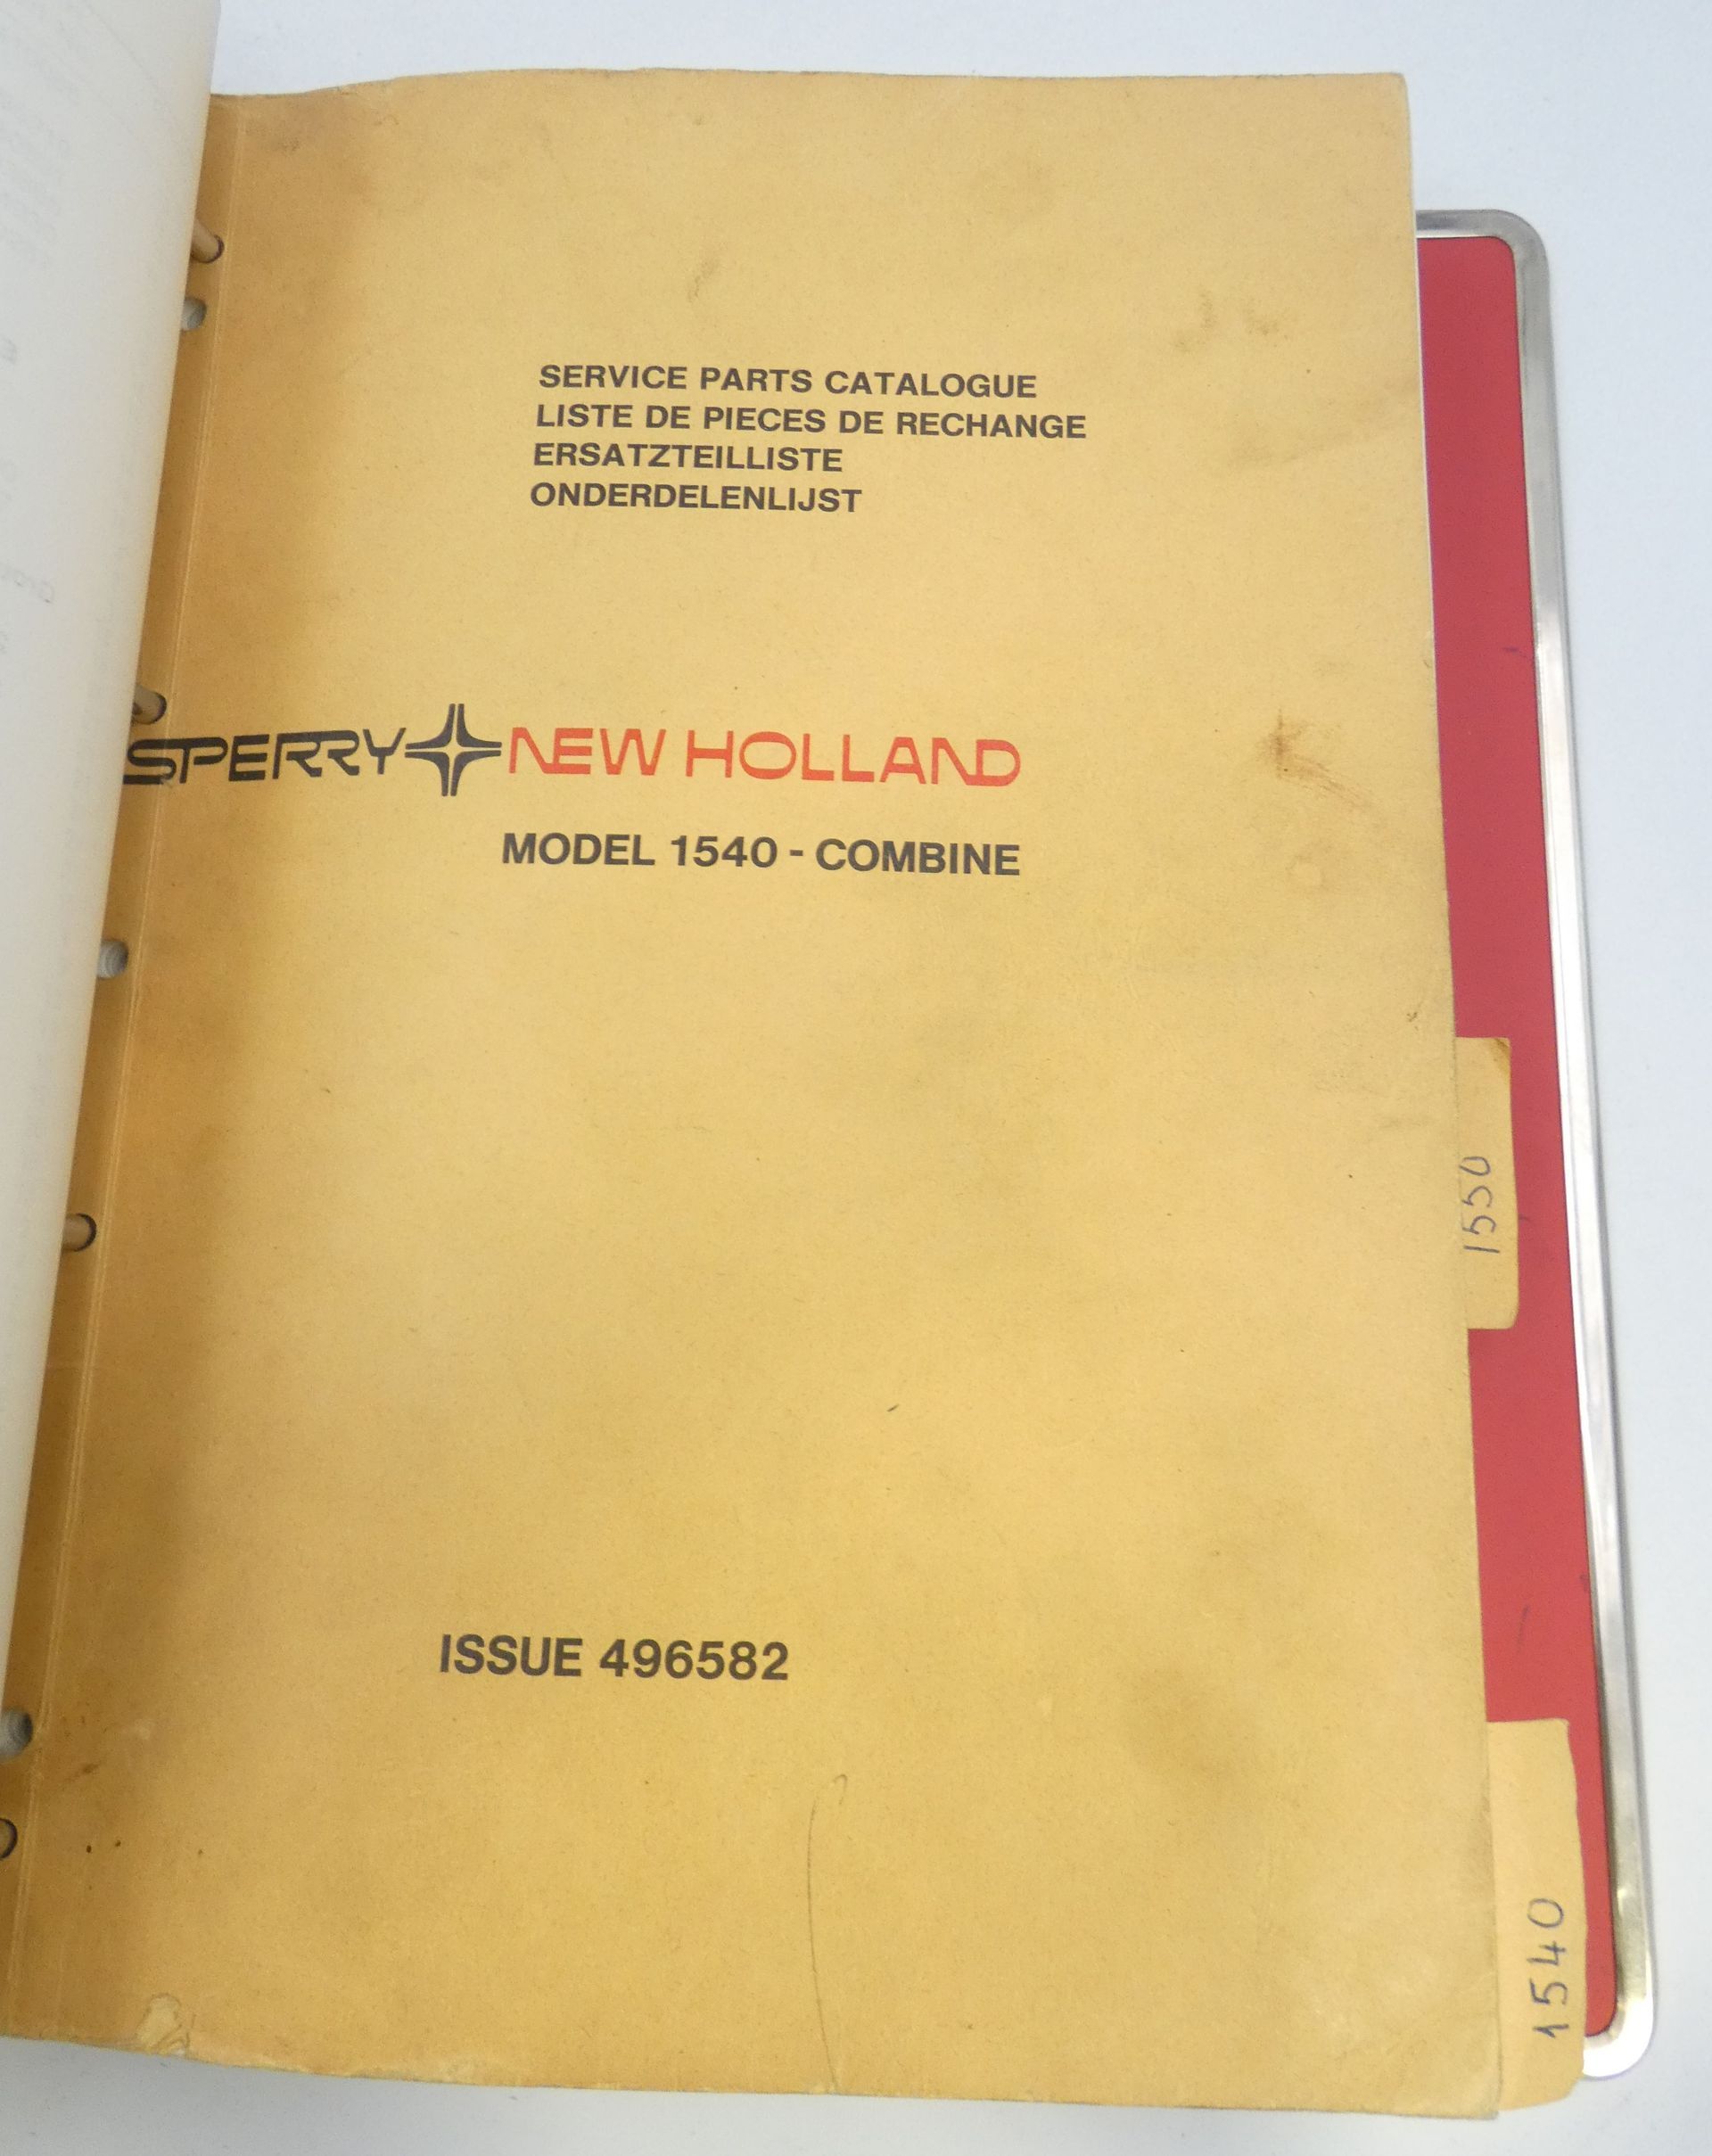 SERVICE PARTS CATALOGUE
LISTE DE PIECES DE RECHANGE
ERSATZTEILLISTE
ONDERDELENLIJST
SPERRY NEW HOLLAND
MODEL 1540 - COMBINE
1550
ISSUE 496582
1540